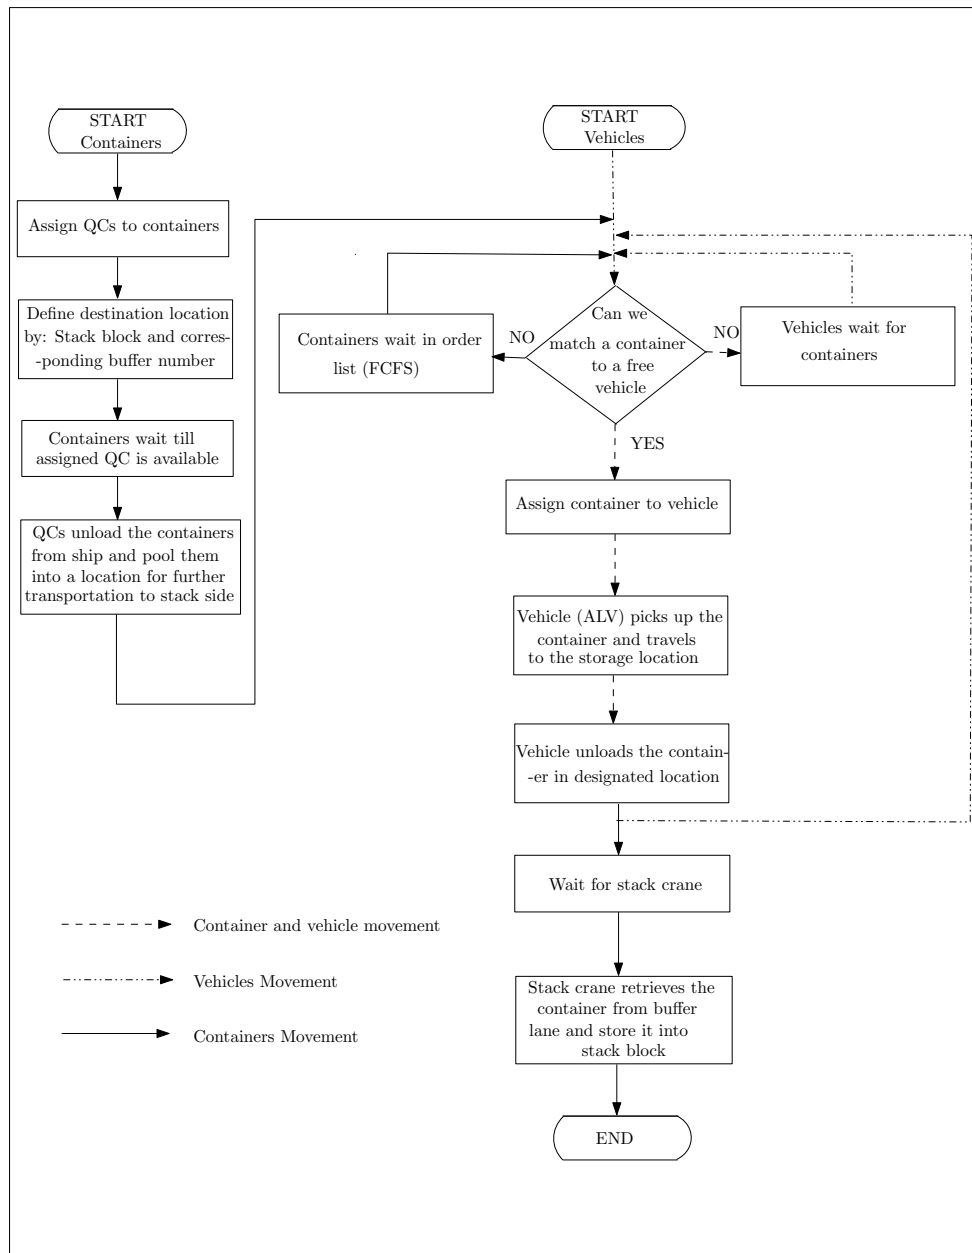 START
Containers
Assign QCs to containers
Define destination location
by: Stack block and corres-
-ponding buffer number
Containers wait till
assigned QC is available
QCs unload the containers
from ship and pool them
into a location for further
transportation to stack side
START
Vehicles
Can we
match a container
to a free
vehicle
NO
Containers wait in order
list (FCFS)
NO
Vehicles wait for
containers
YES
Assign container to vehicle
Vehicle (ALV) picks up the
container and travels
to the storage location
Vehicle unloads the contain-
-er in designated location
Wait for stack crane
Stack crane retrieves the
container from buffer
lane and store it into
stack block
END
Container and vehicle movement
Vehicles Movement
Containers Movement